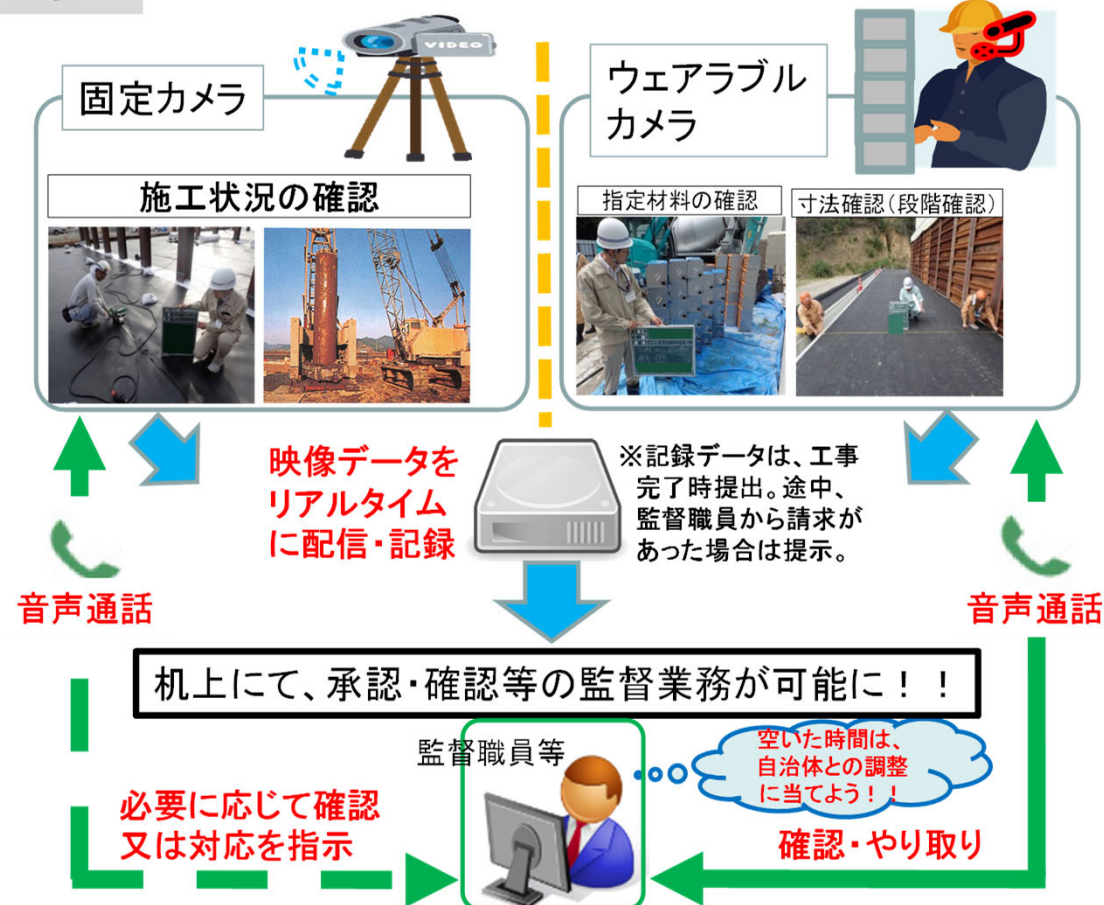 VIDEO
固定カメラ
施工状況の確認
ウェアラブル
カメラ
指定材料の確認
寸法確認(段階確認)
映像データを
リアルタイム
に配信・記録
※記録データは、工事
完了時提出。途中、
監督職員から請求が
あった場合は提示。
音声通話
音声通話
机上にて、承認・確認等の監督業務が可能に!!
監督職員等
空いた時間は、
自治体との調整
に当てよう!!
必要に応じて確認
又は対応を指示
確認・やり取り